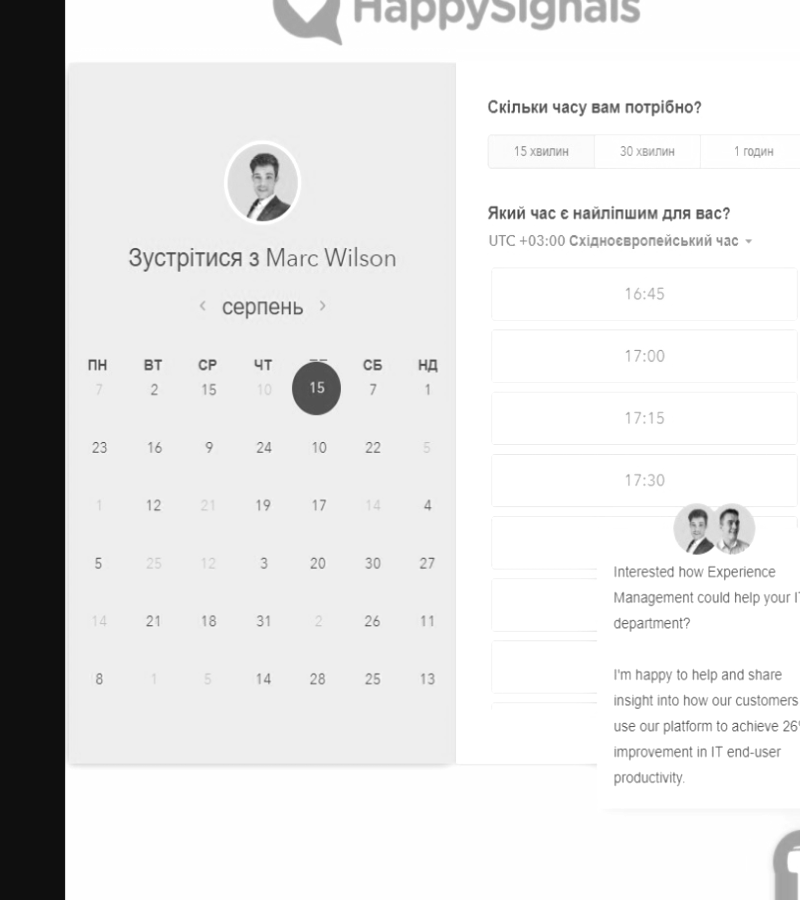 HappySignals
Зустрітися з Marc Wilson
серпень
ПН ВТ СР ЧТ СБ НД
7 2 15 10 15 7 1
23 16 9 24 10 22 5
1 12 21 19 17 14 4
5 25 12 3 20 30 27
14 21 18 31 2 26 11
8 1 5 14 28 25 13
Скільки часу вам потрібно?
15 хвилин 30 хвилин 1 годин
Який час є найліпшим для вас?
UTC +03:00 Східноєвропейський час
16:45
17:00
17:15
17:30
Interested how Experience
Management could help your
department?
I'm happy to help and share
insight into how our customers
use our platform to achieve
improvement in IT end-user
productivity.